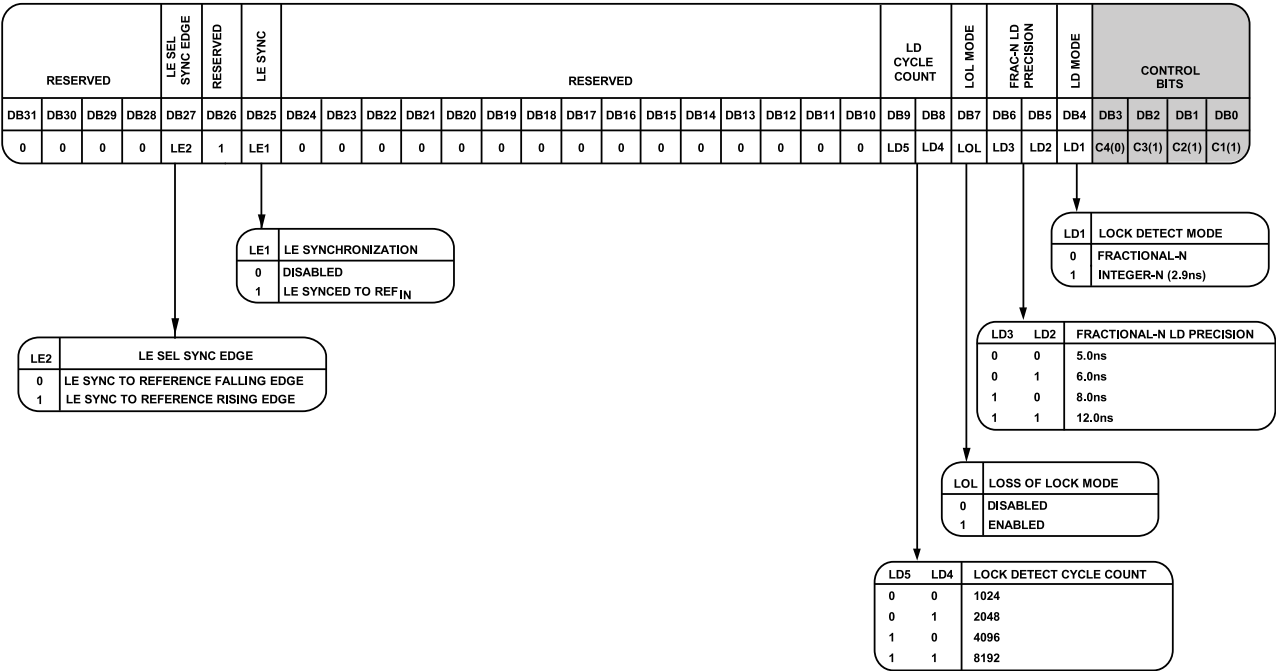 RESERVED
LE SEL
SYNC EDGE
RESERVED
LE SYNC
RESERVED
LD
CYCLE
COUNT
LOL MODE
FRAC-N LD
PRECISION
LD MODE
CONTROL
BITS
DB31 DB30 DB29 DB28 DB27 DB26 DB25 DB24 DB23 DB22 DB21 DB20 DB19 DB18 DB17 DB16 DB15 DB14 DB13 DB12 DB11 DB10 DB9 DB8 DB7 DB6 DB5 DB4 DB3 DB2 DB1 DB0
0 0 0 0 LE2 1 LE1 0 0 0 0 0 0 0 0 0 0 0 0 0 0 0 LD5 LD4 LOL LD3 LD2 LD1 C4(0) C3(1) C2(1) C1(1)
LE1 LE SYNCHRONIZATION
0 DISABLED
1 LE SYNCED TO REFIN
LD1 LOCK DETECT MODE
0 FRACTIONAL-N
1 INTEGER-N (2.9ns)
LE2 LE SEL SYNC EDGE
0 LE SYNC TO REFERENCE FALLING EDGE
1 LE SYNC TO REFERENCE RISING EDGE
LD3 LD2 FRACTIONAL-N LD PRECISION
0 0 5.0ns
0 1 6.0ns
1 0 8.0ns
1 1 12.0ns
LOL LOSS OF LOCK MODE
0 DISABLED
1 ENABLED
LD5 LD4 LOCK DETECT CYCLE COUNT
0 0 1024
0 1 2048
1 0 4096
1 1 8192